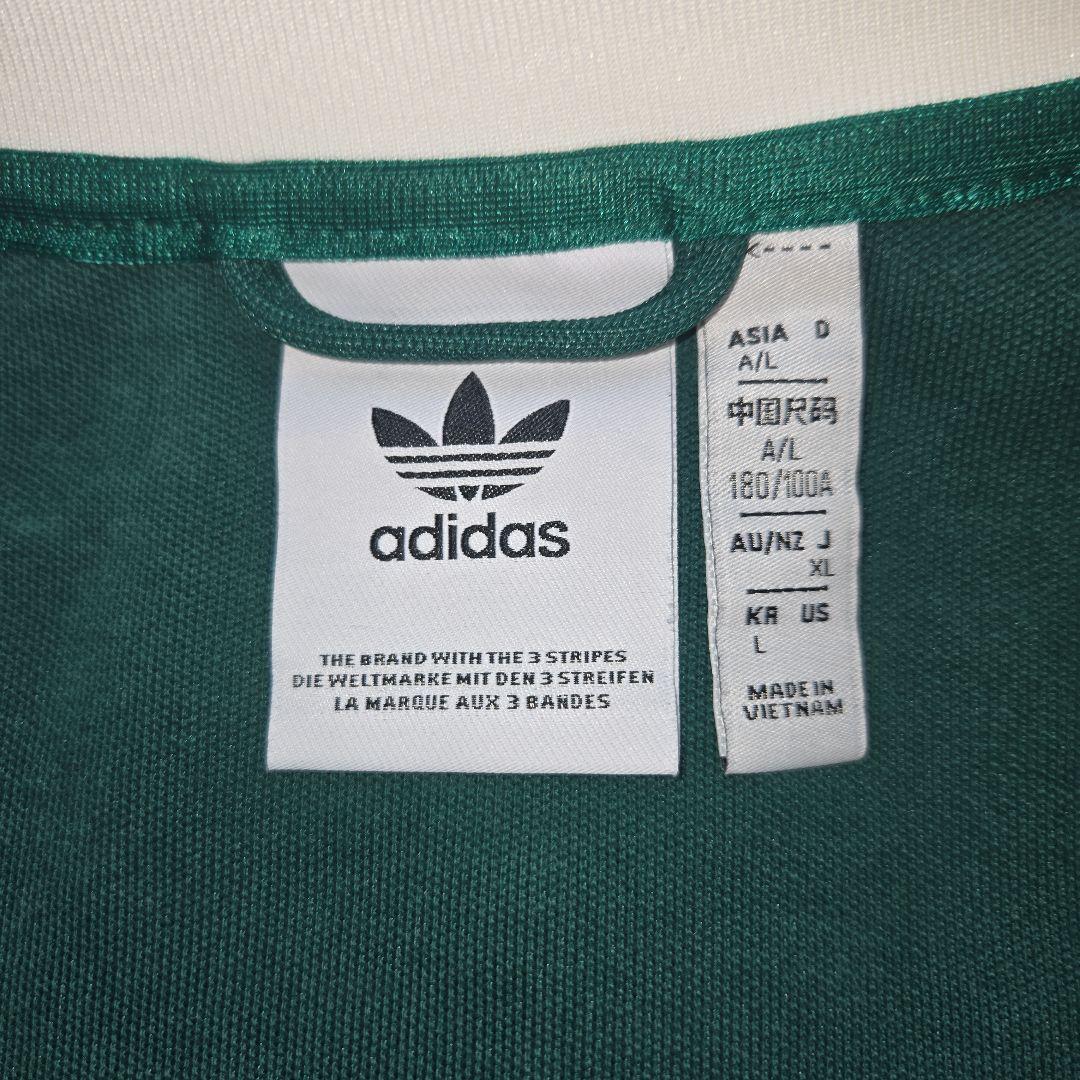 adidas
THE BRAND WITH THE 3 STRIPES
DIE WELTMARKE MIT DEN 3 STREIFEN
LA MARQUE AUX 3 BANDES
ASIA D
A/L
中国尺码
A/L
180/100A
AU/NZ J
XL
KR US
L
MADE IN
VIETNAM